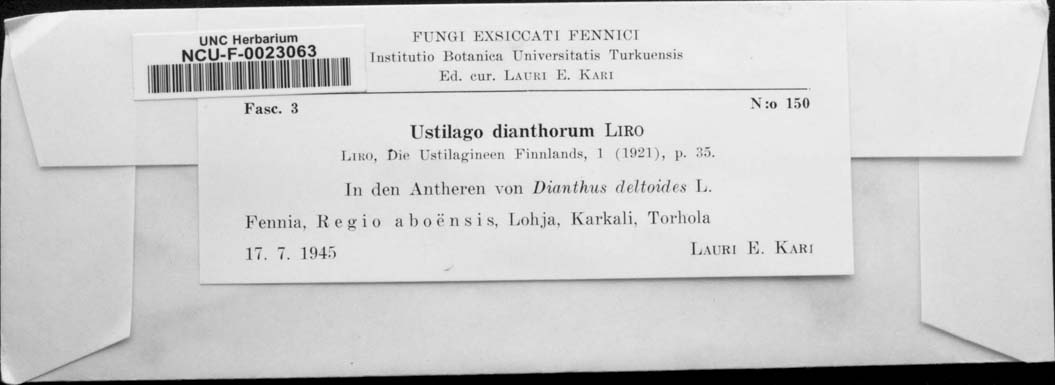 UNC Herbarium
NCU-F-0023063
FUNGI EXSICCATI FENNICI
Institutio Botanica Universitatis Turkuensis
Ed. cur. LAURI E. KARI
Fasc. 3 N:o 150
Ustilago dianthorum LIRO
LIRO, Die Ustilagineen Finnlands, 1 (1921), p. 35.
In den Antheren von Dianthus deltoides L.
Fennia, Regio aboënsis, Lohja, Karkali, Torhola
17. 7. 1945 LAURI E. KARI